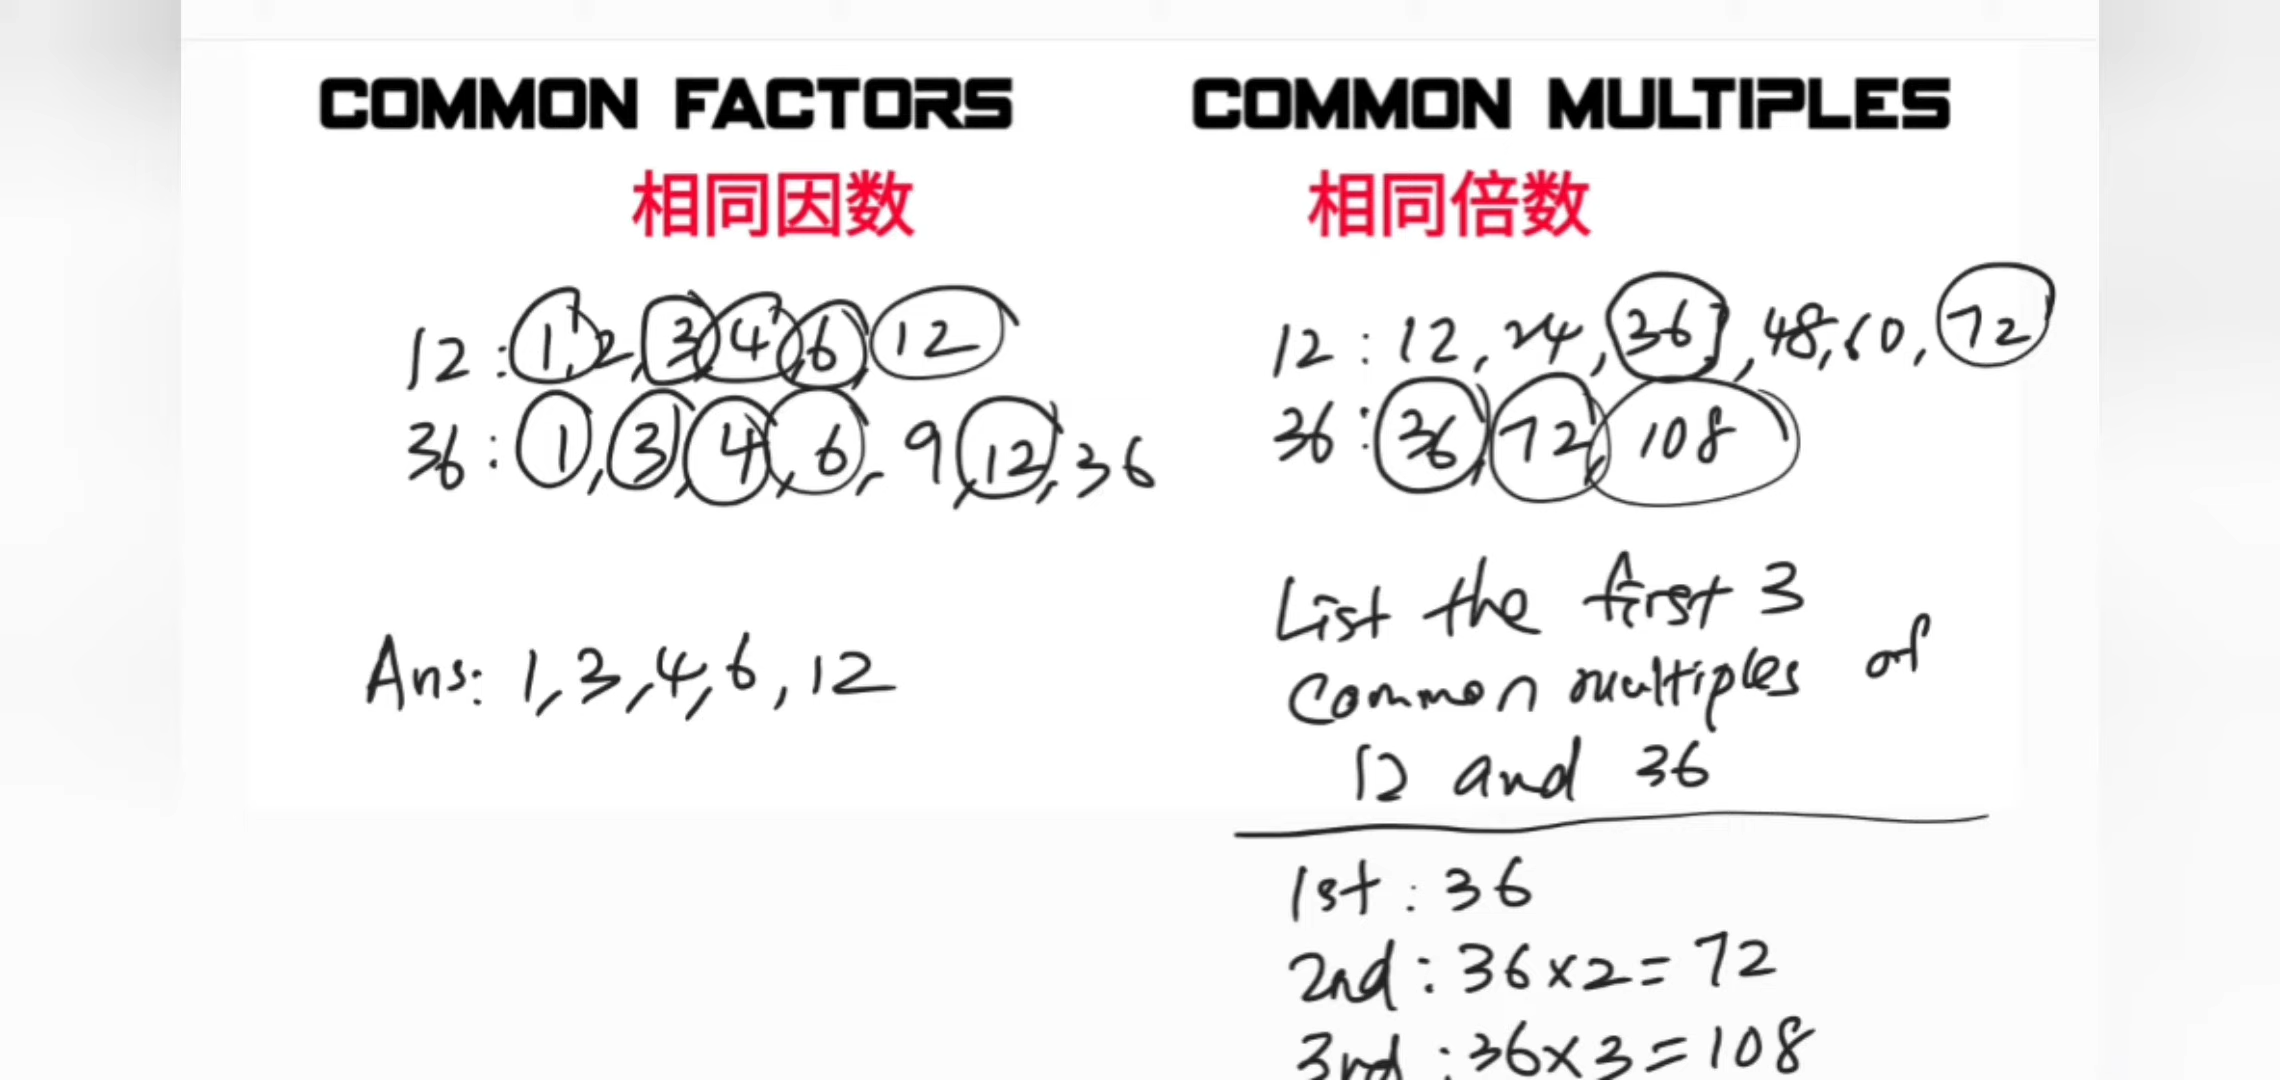 COMMON FACTORS
相同因数
12 : 1, 2, 3, 4, 6, 12
36 : 1, 3, 4, 6, 9, 12, 36
Ans: 1, 3, 4, 6, 12
COMMON MULTIPLES
相同倍数
12 : 12, 24, 36, 48, 60, 72
36 : 36, 72, 108
List the first 3
common multiples of
12 and 36
1st : 36
2nd : 36×2=72
3rd : 36×3=108